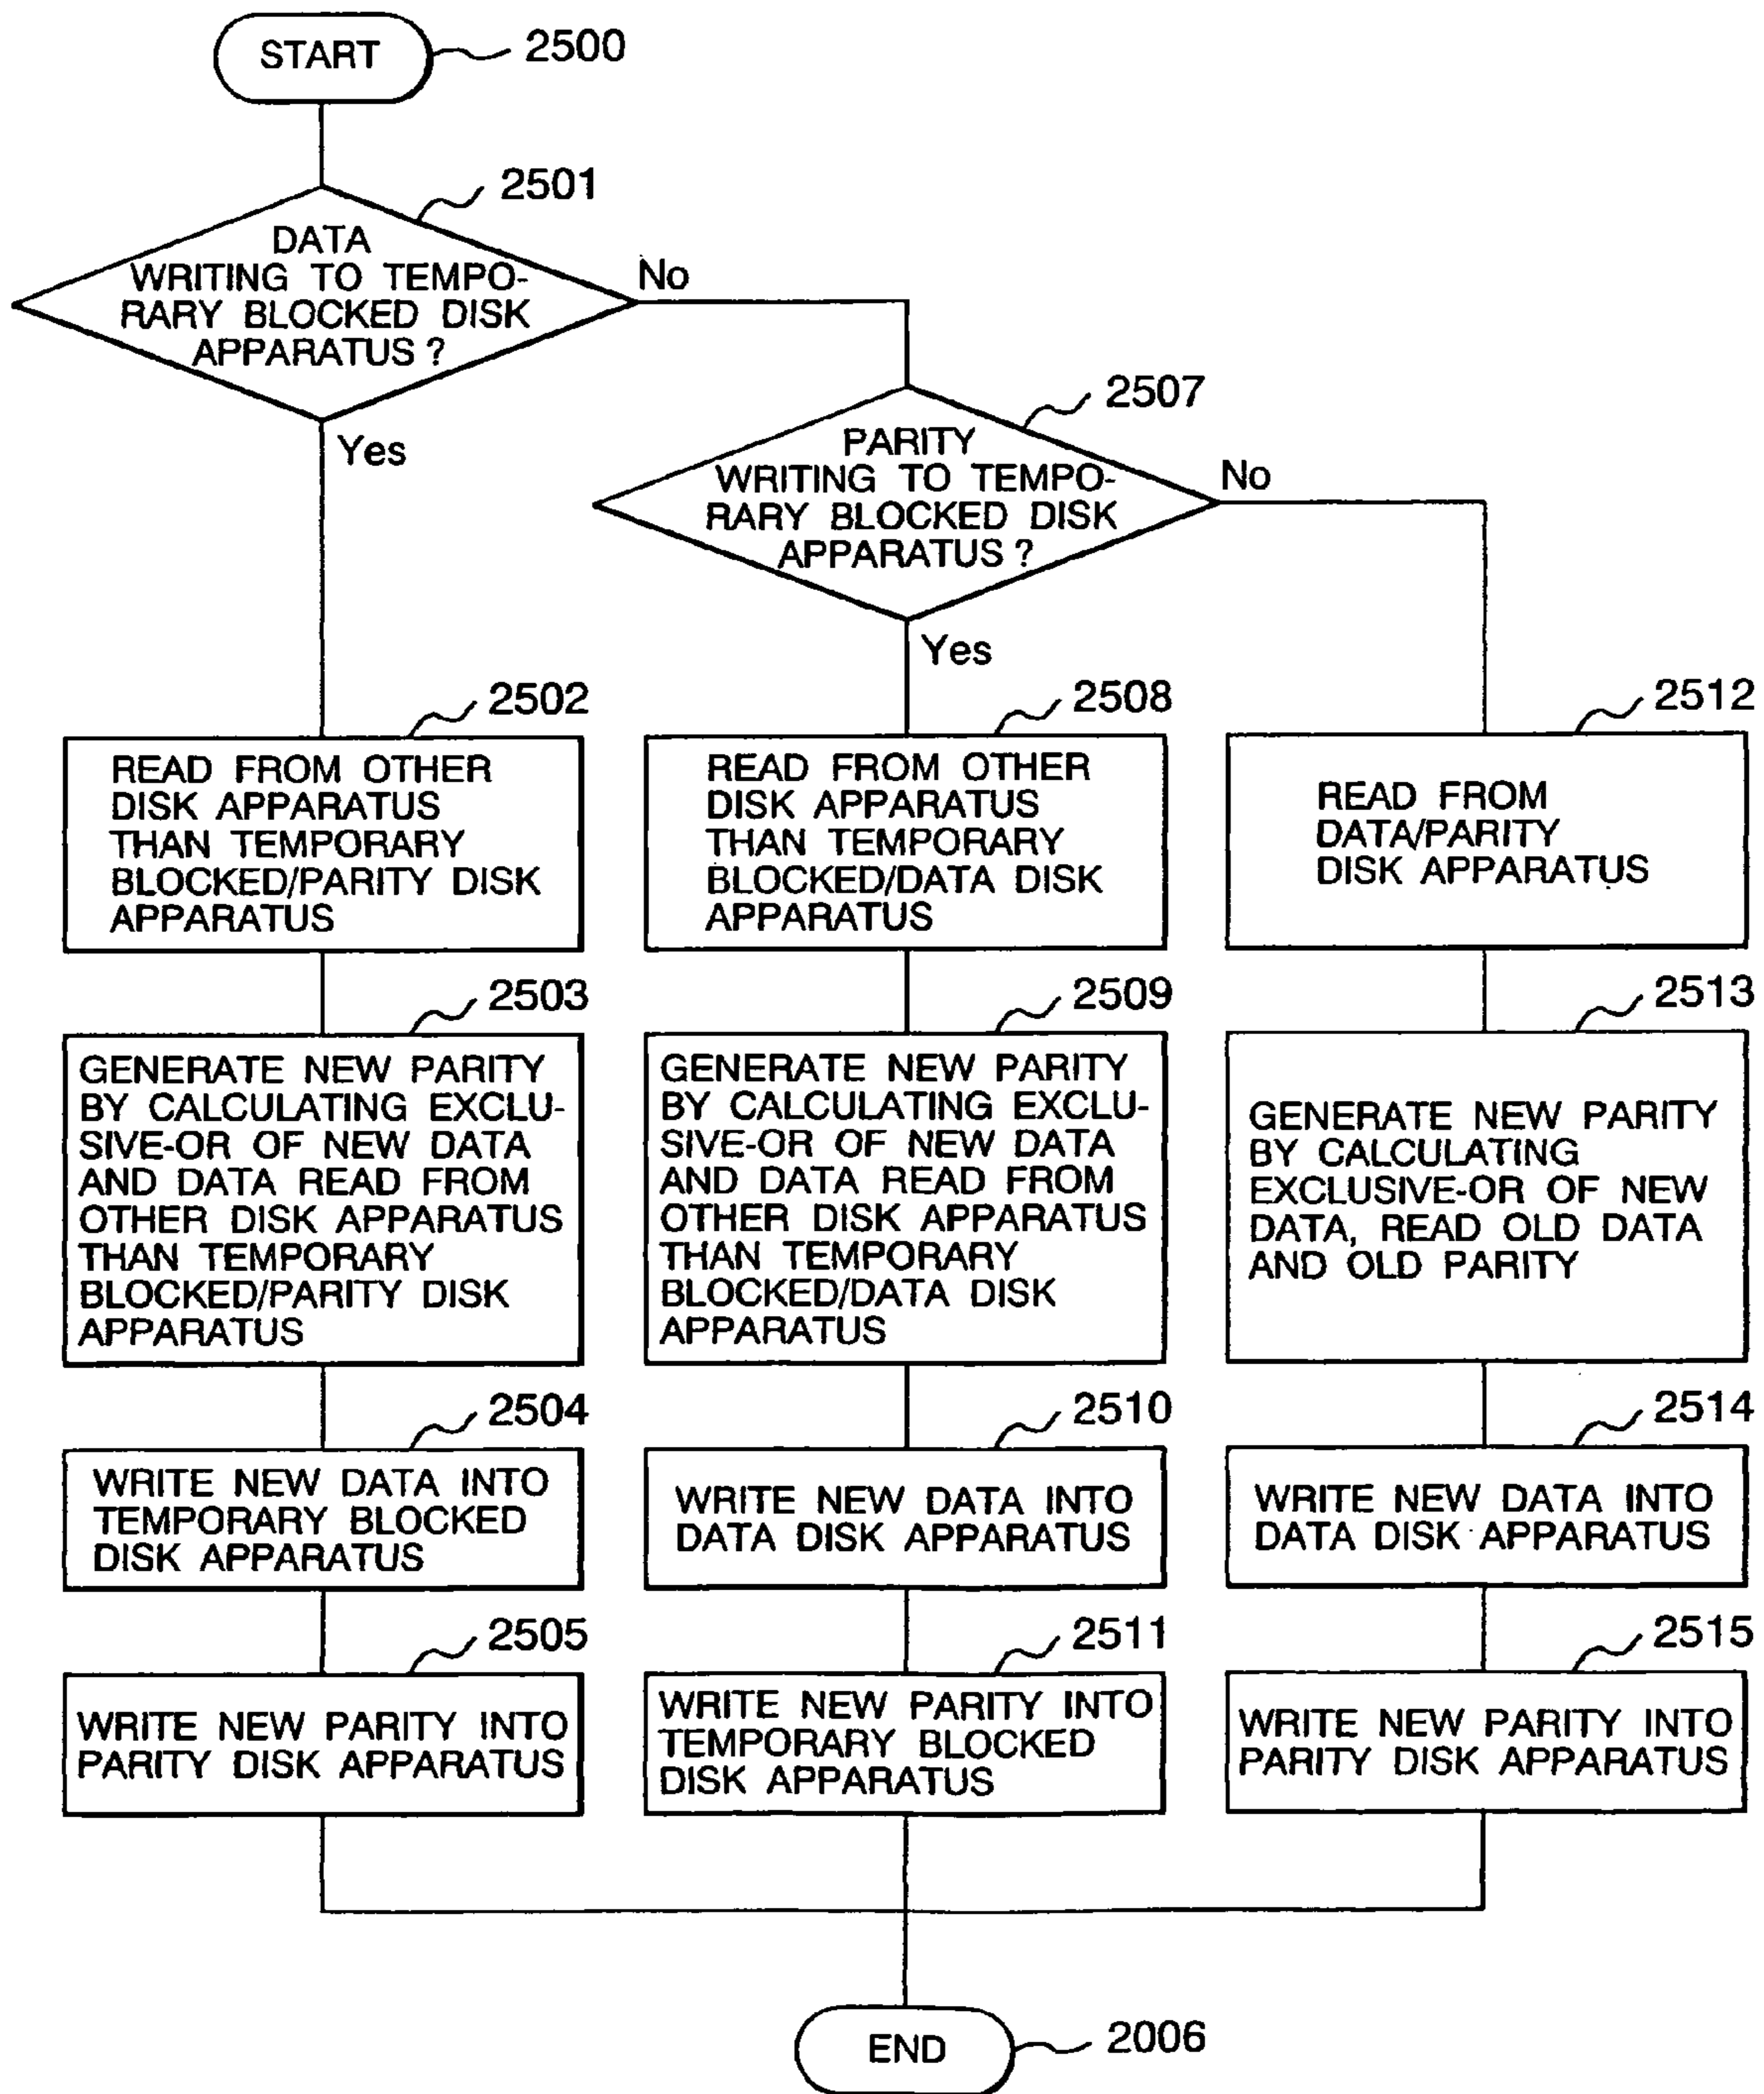 START
2500
2501
DATA
WRITING TO TEMPO-
RARY BLOCKED DISK
APPARATUS ?
No
Yes
2507
PARITY
WRITING TO TEMPO-
RARY BLOCKED DISK
APPARATUS ?
No
Yes
2502
READ FROM OTHER
DISK APPARATUS
THAN TEMPORARY
BLOCKED/PARITY DISK
APPARATUS
2508
READ FROM OTHER
DISK APPARATUS
THAN TEMPORARY
BLOCKED/DATA DISK
APPARATUS
2512
READ FROM
DATA/PARITY
DISK APPARATUS
2503
GENERATE NEW PARITY
BY CALCULATING EXCLU-
SIVE-OR OF NEW DATA
AND DATA READ FROM
OTHER DISK APPARATUS
THAN TEMPORARY
BLOCKED/PARITY DISK
APPARATUS
2509
GENERATE NEW PARITY
BY CALCULATING EXCLU-
SIVE-OR OF NEW DATA
AND DATA READ FROM
OTHER DISK APPARATUS
THAN TEMPORARY
BLOCKED/DATA DISK
APPARATUS
2513
GENERATE NEW PARITY
BY CALCULATING
EXCLUSIVE-OR OF NEW
DATA, READ OLD DATA
AND OLD PARITY
2504
WRITE NEW DATA INTO
TEMPORARY BLOCKED
DISK APPARATUS
2510
WRITE NEW DATA INTO
DATA DISK APPARATUS
2514
WRITE NEW DATA INTO
DATA DISK APPARATUS
2505
WRITE NEW PARITY INTO
PARITY DISK APPARATUS
2511
WRITE NEW PARITY INTO
TEMPORARY BLOCKED
DISK APPARATUS
2515
WRITE NEW PARITY INTO
PARITY DISK APPARATUS
END
2006